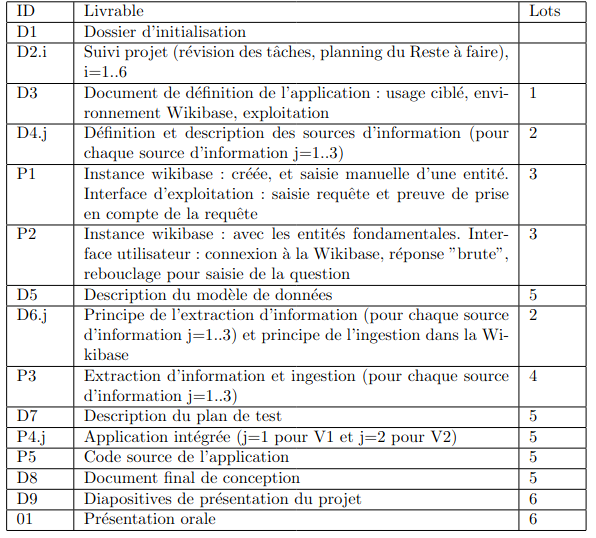 ID Livrable Lots
D1 Dossier d'initialisation
D2.i Suivi projet (révision des tâches, planning du Reste à faire),
i=1..6
D3 Document de définition de l'application : usage ciblé, envi- 1
ronnement Wikibase, exploitation
D4.j Définition et description des sources d'information (pour 2
chaque source d'information j=1..3)
P1 Instance wikibase : créée, et saisie manuelle d'une entité. 3
Interface d'exploitation : saisie requête et preuve de prise
en compte de la requête
P2 Instance wikibase : avec les entités fondamentales. Inter- 3
face utilisateur : connexion à la Wikibase, réponse "brute",
rebouclage pour saisie de la question
D5 Description du modèle de données 5
D6.j Principe de l'extraction d'information (pour chaque source 2
d'information j=1..3) et principe de l'ingestion dans la Wi-
kibase
P3 Extraction d'information et ingestion (pour chaque source 4
d'information j=1..3)
D7 Description du plan de test 5
P4.j Application intégrée (j=1 pour V1 et j=2 pour V2) 5
P5 Code source de l'application 5
D8 Document final de conception 5
D9 Diapositives de présentation du projet 6
01 Présentation orale 6